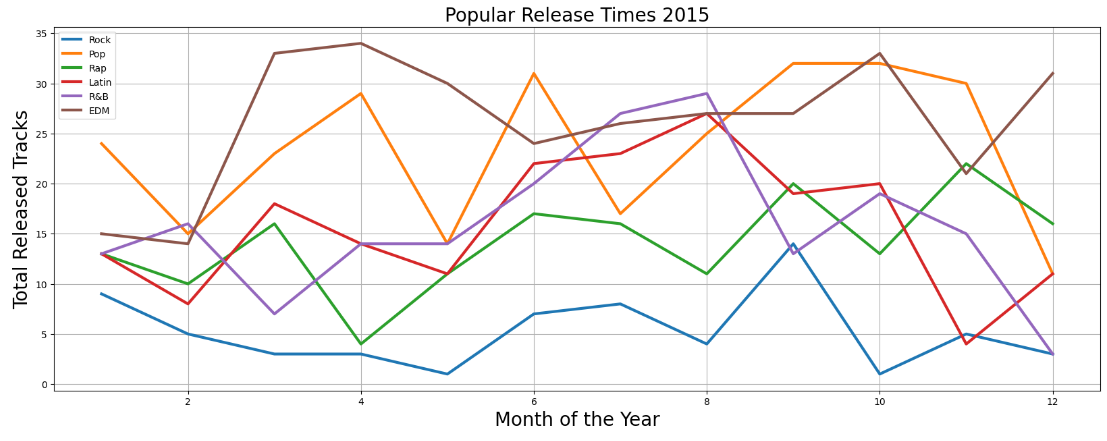 Popular Release Times 2015
Total Released Tracks
35
30
25
20
15
10
5
0
Rock
Pop
Rap
Latin
R&B
EDM
2 4 6 8 10 12
Month of the Year